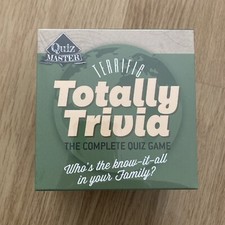 Quiz
MASTER
TERRIFIC
Totally
Trivia
THE COMPLETE QUIZ GAME
Who's the know-it-all
in your Family?